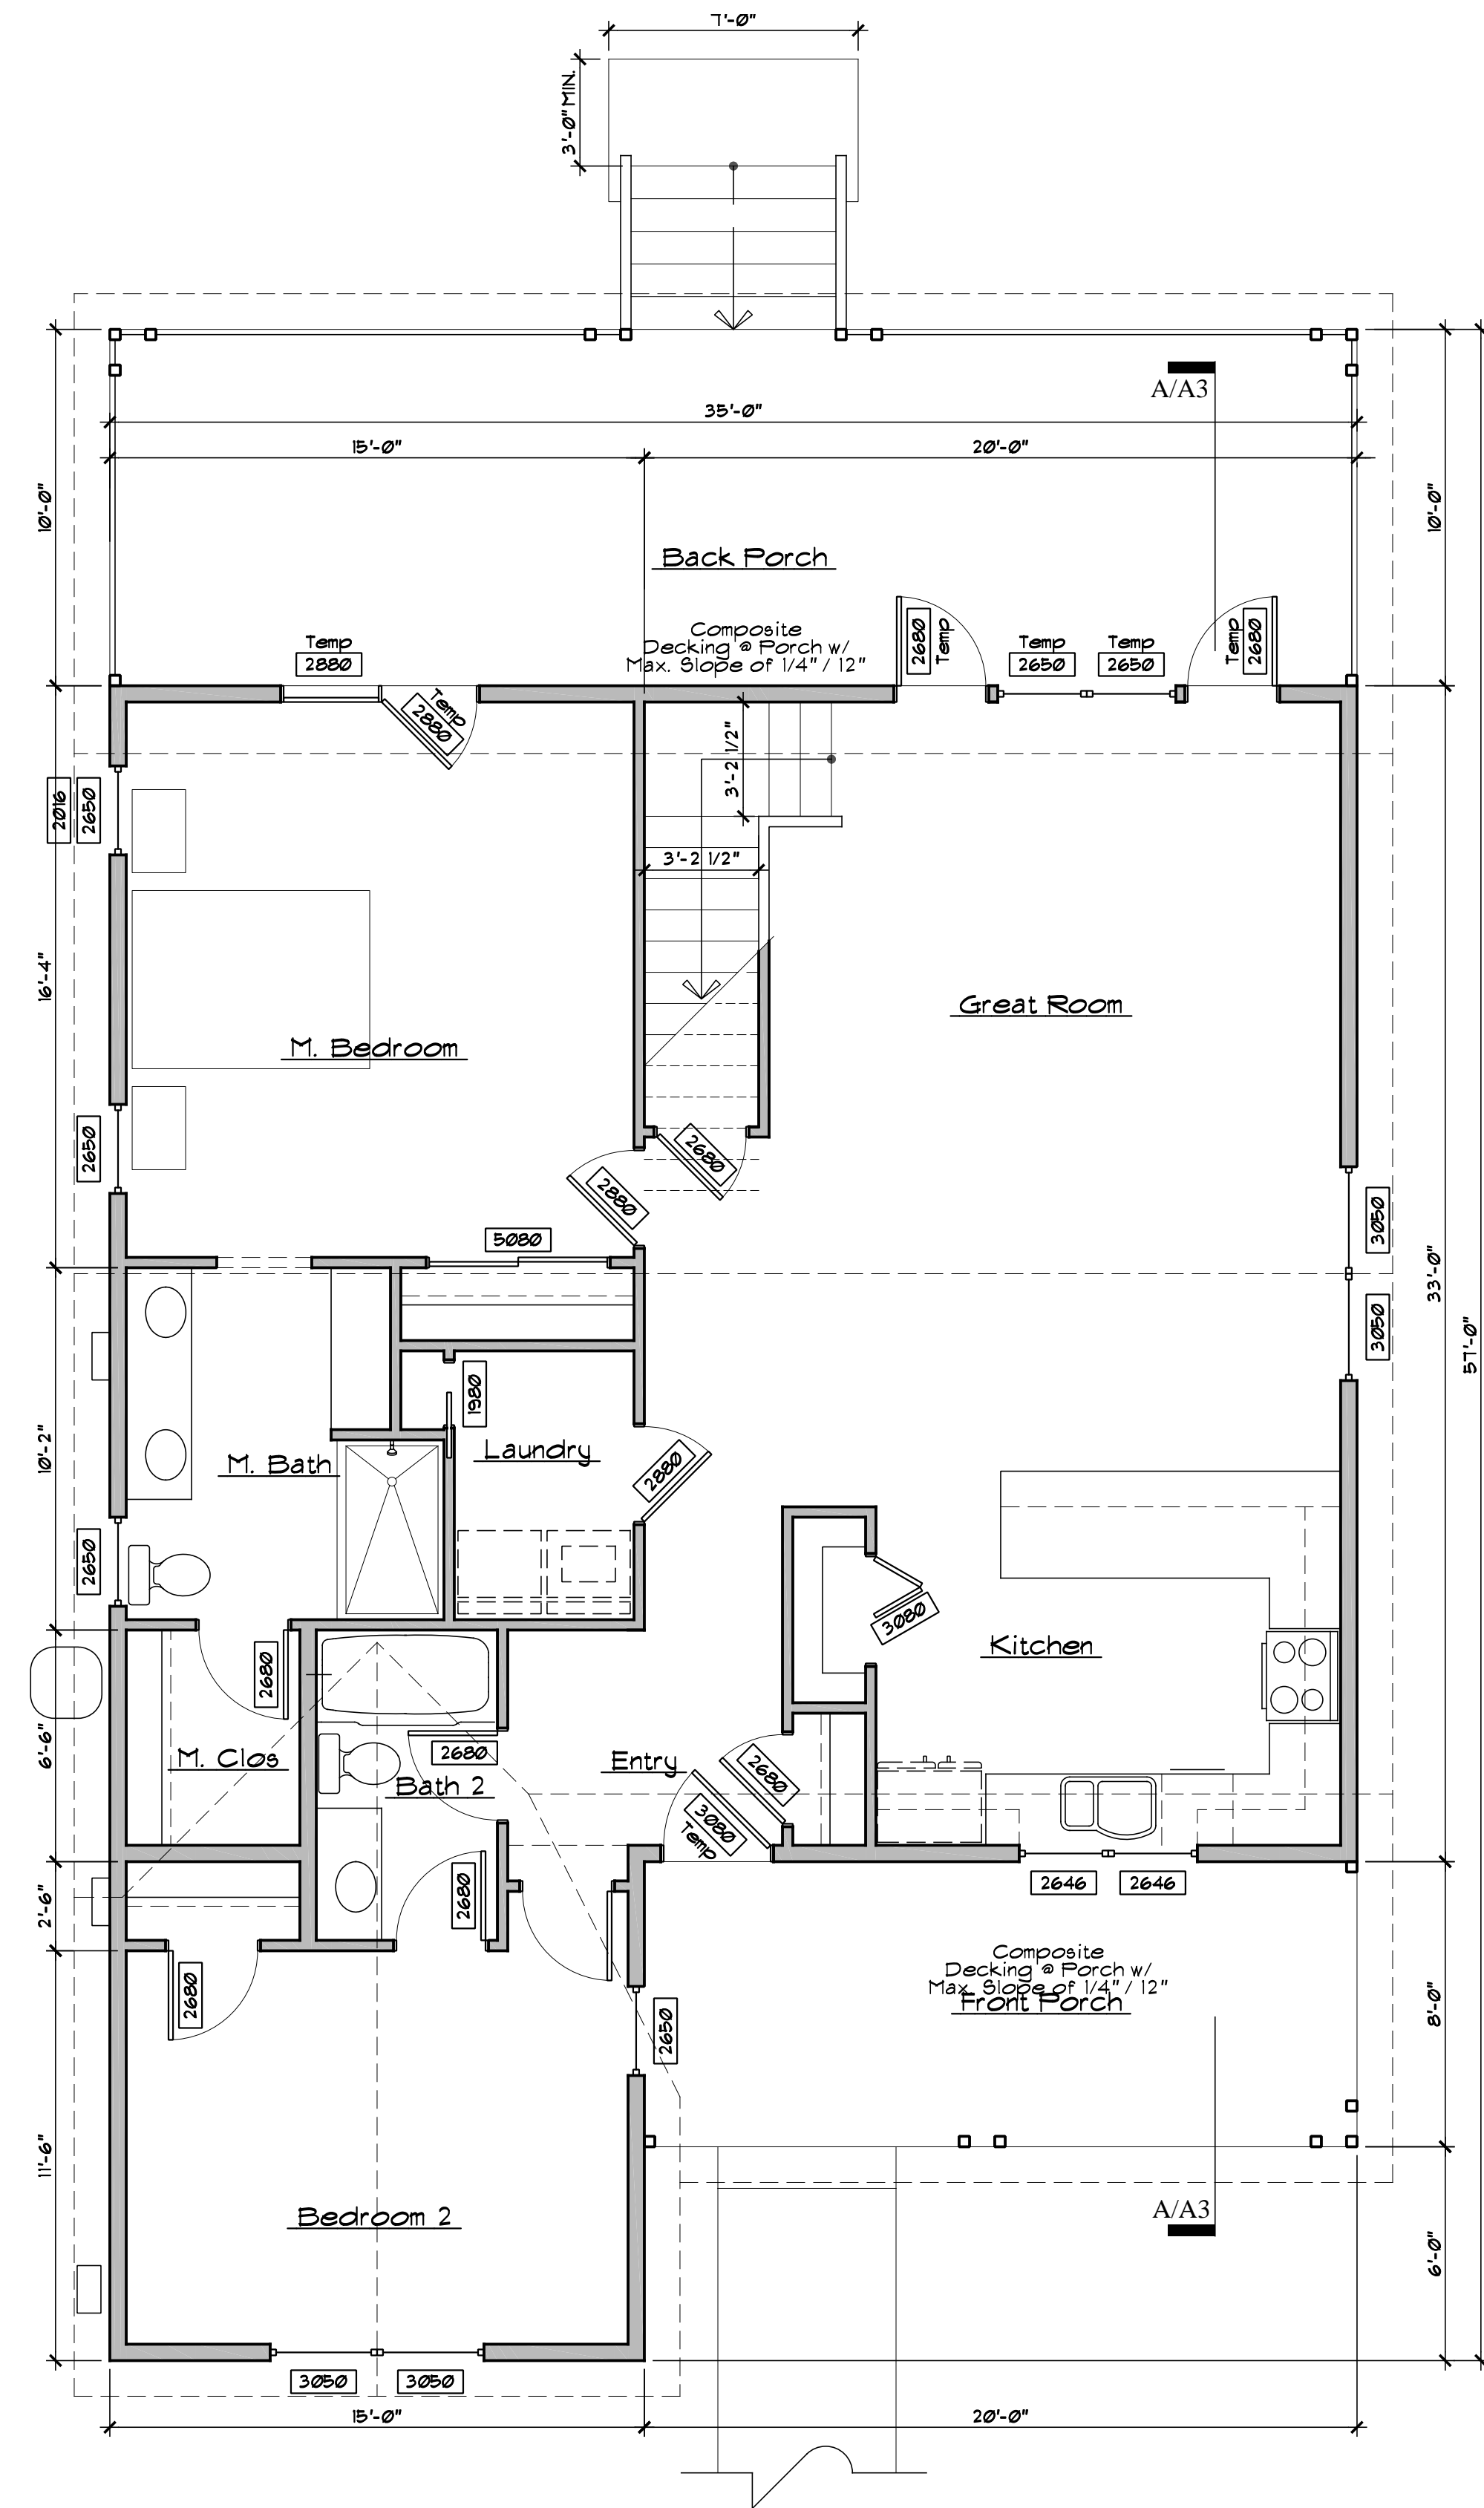 7'-0"
3'-0" MIN.
A/A3
35'-0"
15'-0"
20'-0"
10'-0"
10'-0"
Back Porch
Composite
Decking @ Porch w/
Max. Slope of 1/4" / 12"
Temp
2880
2680
Temp
Temp
2650
Temp
2650
Temp
2680
Temp
2880
3'-2 1/2"
2016
2650
3'-2 1/2"
16'-4"
Great Room
M. Bedroom
2650
2680
2880
3050
5080
33'-0"
3050
57'-0"
1980
10'-2"
Laundry
M. Bath
2880
2650
3080
Kitchen
2680
6'-6"
M. Clos
2680
Bath 2
Entry
2680
3080
Temp
2646
2646
2'-6"
2680
2680
Composite
Decking @ Porch w/
Max. Slope of 1/4" / 12"
Front Porch
2650
8'-0"
11'-6"
Bedroom 2
A/A3
6'-0"
3050
3050
15'-0"
20'-0"